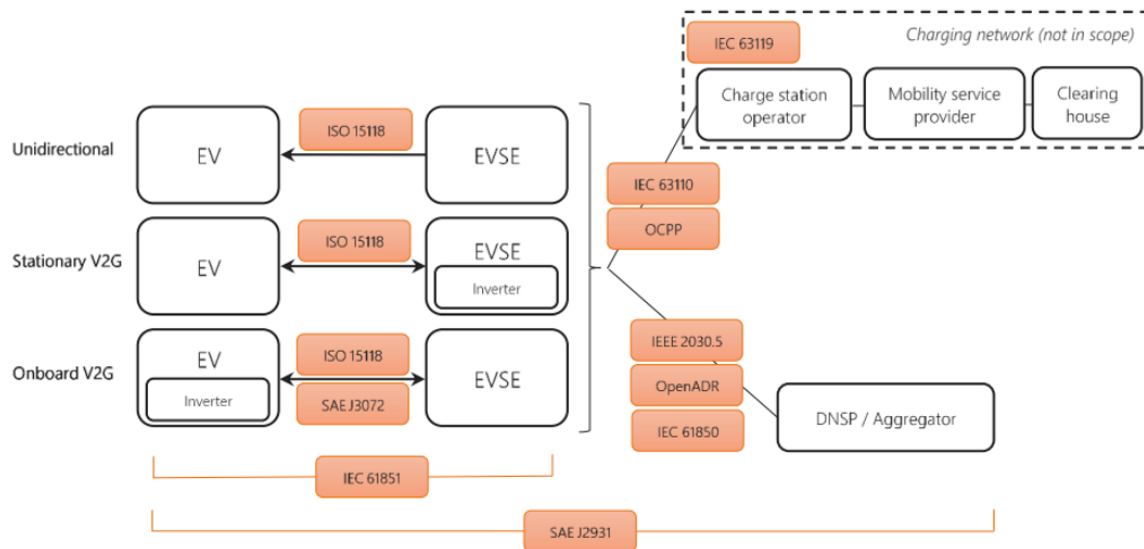 IEC 63119
Charging network (not in scope)
Charge station
operator
Mobility service
provider
Clearing
house
Unidirectional
EV
ISO 15118
EVSE
IEC 63110
OCPP
Stationary V2G
EV
ISO 15118
EVSE
Inverter
Onboard V2G
EV
Inverter
ISO 15118
SAE J3072
EVSE
IEEE 2030.5
OpenADR
IEC 61850
DNSP / Aggregator
IEC 61851
SAE J2931